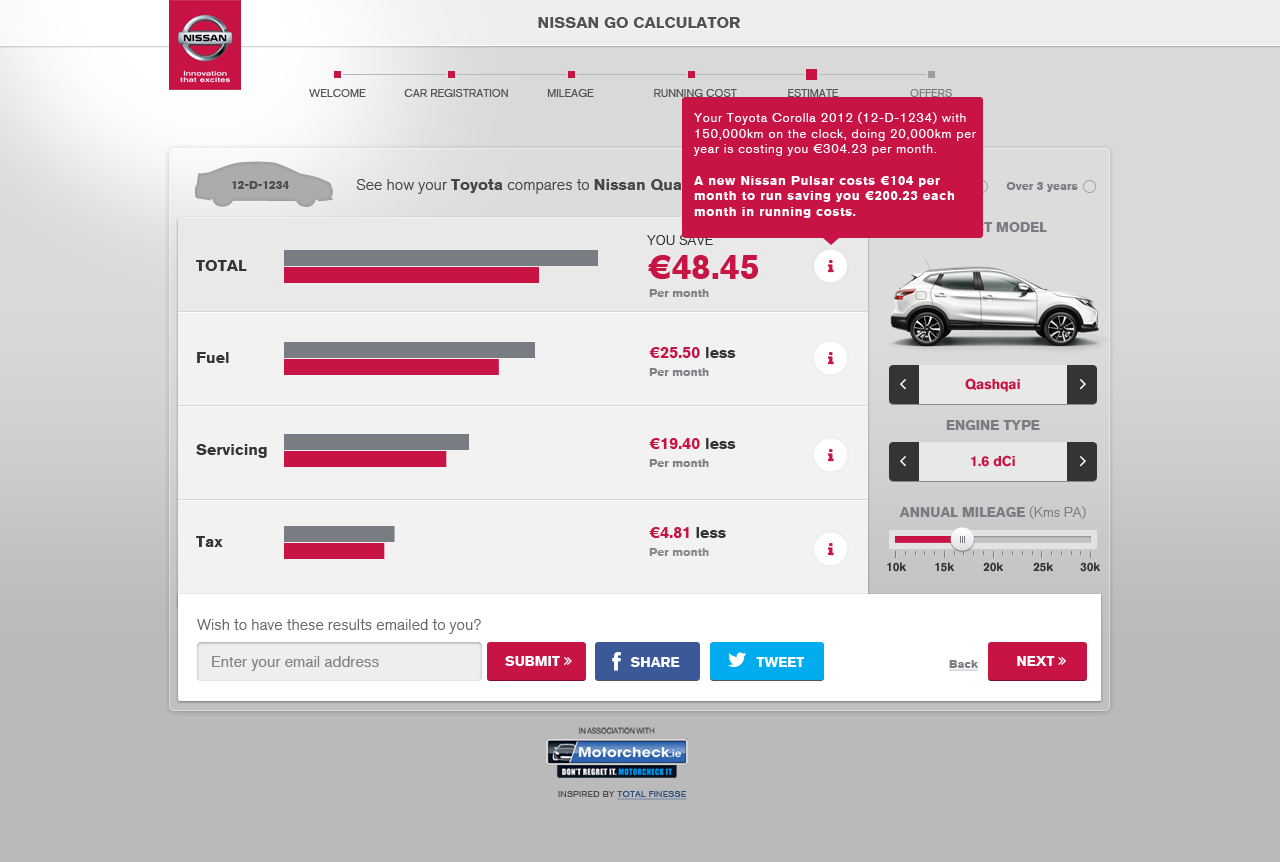 NISSAN GO CALCULATOR
NISSAN
Innovation
that excites
WELCOME
CAR REGISTRATION
MILEAGE
RUNNING COST
ESTIMATE
OFFERS
Your Toyota Corolla 2012 (12-D-1234) with
150,000km on the clock, doing 20,000km per
year is costing you €304.23 per month.
A new Nissan Pulsar costs €104 per
month to run saving you €200.23 each
month in running costs.
12-D-1234
See how your Toyota compares to Nissan Qua
Over 3 years
MODEL
TOTAL
YOU SAVE
€48.45
Per month
i
Fuel
€25.50 less
Per month
i
Qashqai
ENGINE TYPE
Servicing
€19.40 less
Per month
i
1.6 dCi
ANNUAL MILEAGE (Kms PA)
Tax
€4.81 less
Per month
i
10k 15k 20k 25k 30k
Wish to have these results emailed to you?
Enter your email address
SUBMIT »
f SHARE
TWEET
Back
NEXT »
IN ASSOCIATION WITH
Motorcheck.ie
DON'T REGRET IT. MOTORCHECK IT
INSPIRED BY TOTAL FINESSE